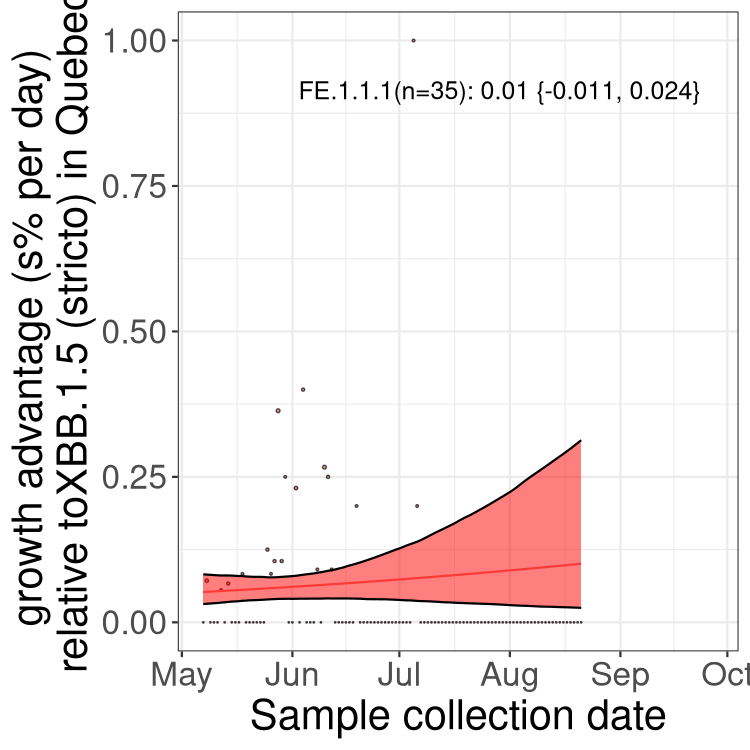 growth advantage (s% per day)
relative toXBB.1.5 (stricto) in Quebec
1.00
0.75
0.50
0.25
0.00
FE.1.1.1(n=35): 0.01 {-0.011, 0.024}
May Jun Jul Aug Sep Oct
Sample collection date